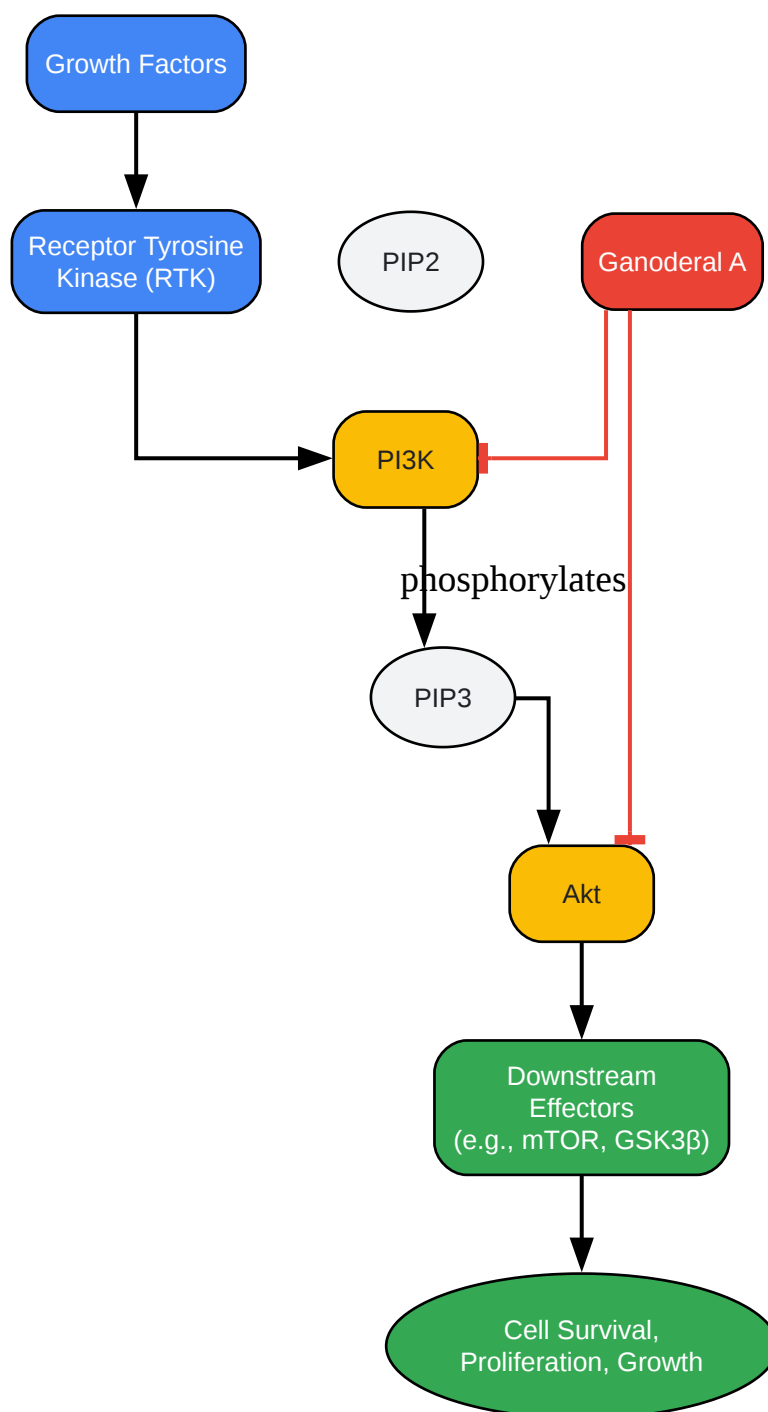 Growth Factors
Receptor Tyrosine
Kinase (RTK)
PIP2
Ganoderal A
PI3K
phosphorylates
PIP3
Akt
Downstream
Effectors
(e.g., mTOR, GSK3β)
Cell Survival,
Proliferation, Growth